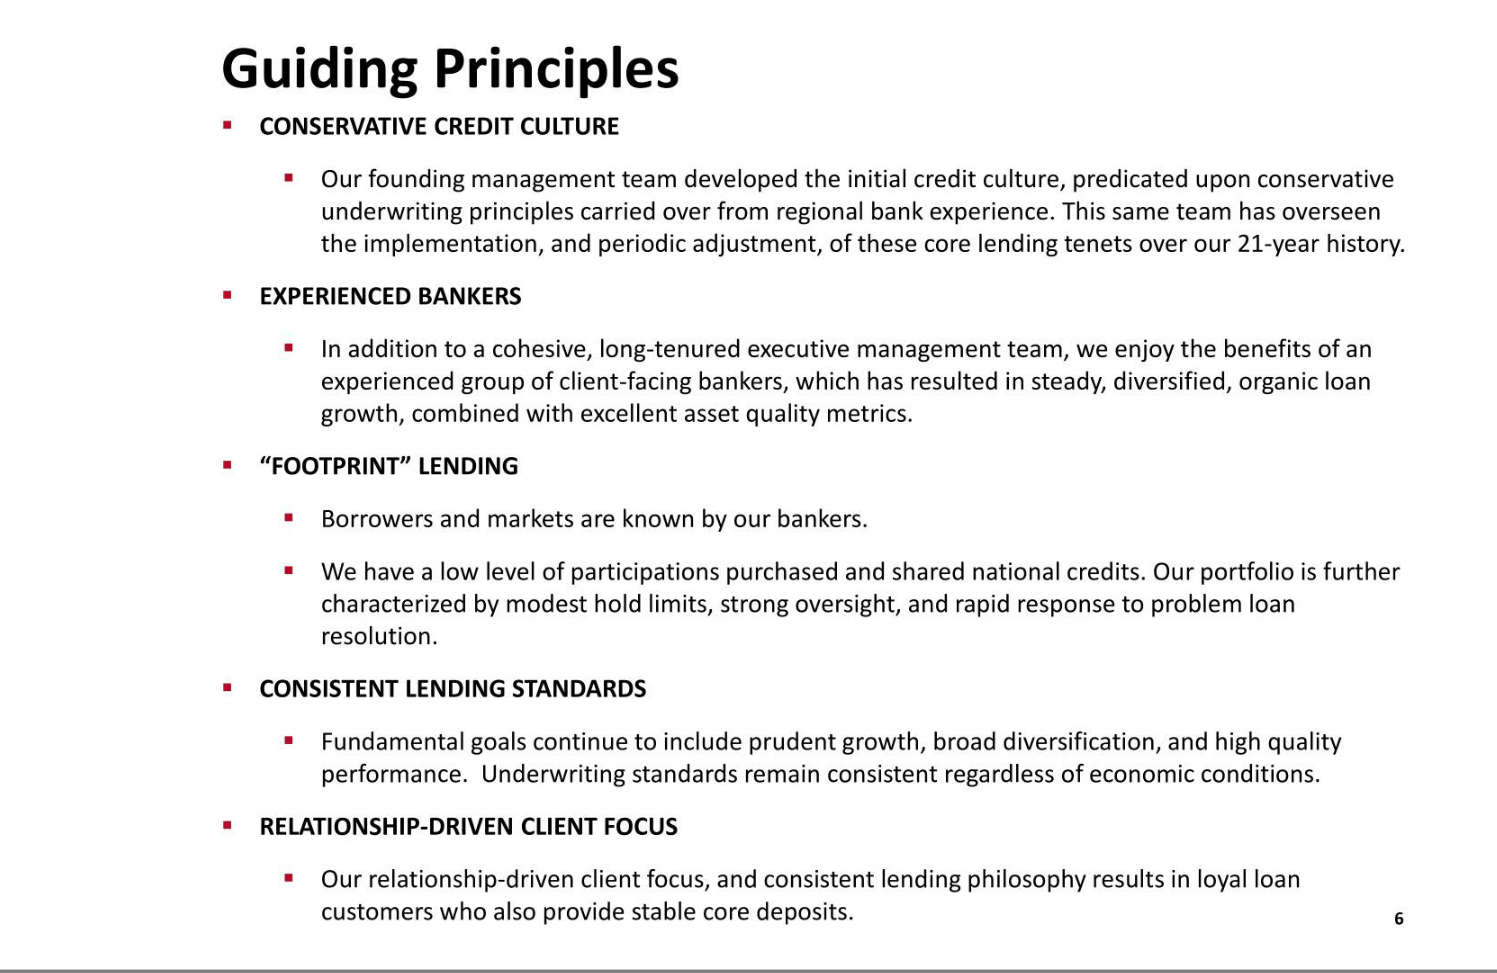 Guiding Principles
▪ CONSERVATIVE CREDIT CULTURE
▪ Our founding management team developed the initial credit culture, predicated upon conservative
underwriting principles carried over from regional bank experience. This same team has overseen
the implementation, and periodic adjustment, of these core lending tenets over our 21-year history.
▪ EXPERIENCED BANKERS
▪ In addition to a cohesive, long-tenured executive management team, we enjoy the benefits of an
experienced group of client-facing bankers, which has resulted in steady, diversified, organic loan
growth, combined with excellent asset quality metrics.
▪ “FOOTPRINT” LENDING
▪ Borrowers and markets are known by our bankers.
▪ We have a low level of participations purchased and shared national credits. Our portfolio is further
characterized by modest hold limits, strong oversight, and rapid response to problem loan
resolution.
▪ CONSISTENT LENDING STANDARDS
▪ Fundamental goals continue to include prudent growth, broad diversification, and high quality
performance.  Underwriting standards remain consistent regardless of economic conditions.
▪ RELATIONSHIP-DRIVEN CLIENT FOCUS
▪ Our relationship-driven client focus, and consistent lending philosophy results in loyal loan
customers who also provide stable core deposits.
6